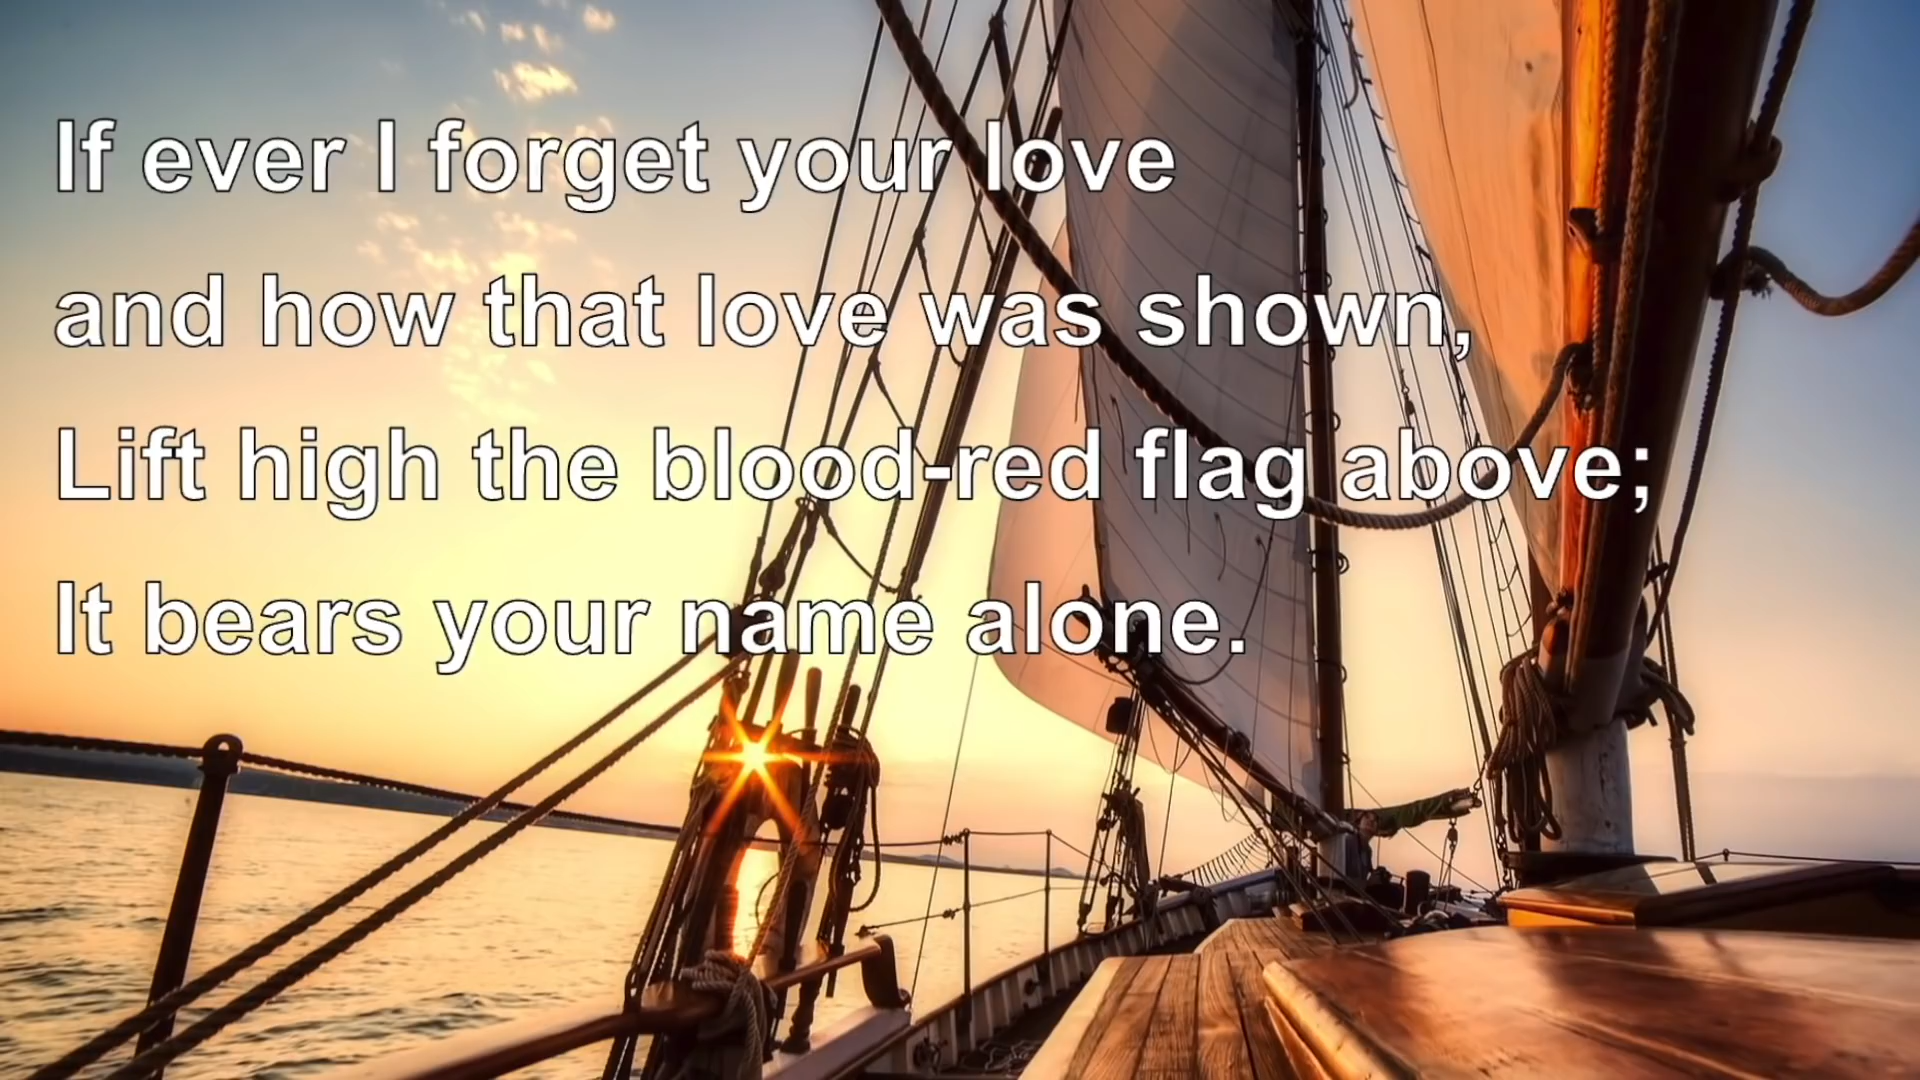 If ever I forget your love
and how that love was shown,
Lift high the blood-red flag above;
It bears your name alone.